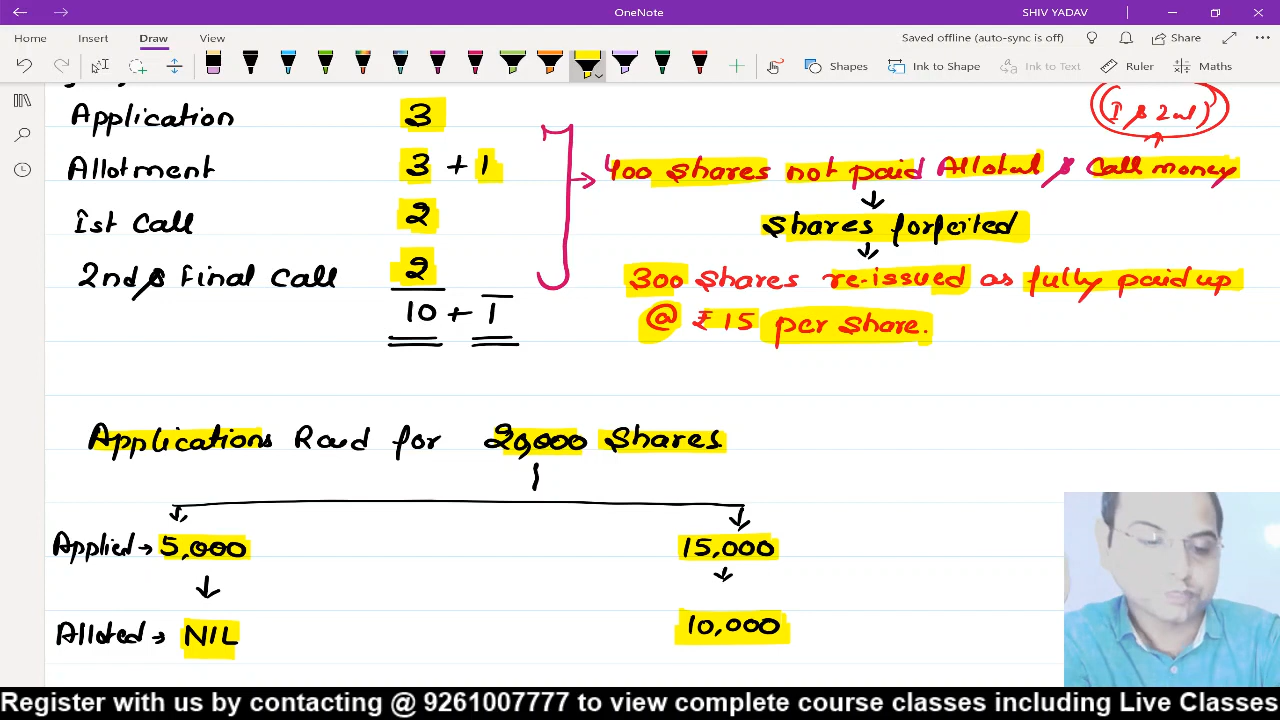 OneNote
SHIV YADAV
Home Insert Draw View
Saved offline (auto-sync is off)
Share
Shapes
Ink to Shape
Ink to Text
Ruler
Maths
Application 3
(I & 2nd)
Allotment 3 + 1
400 Shares not paid Allotal & Call money
Ist Call 2
Shares forfeited
2nd & Final Call 2
300 Shares re-issued as fully paid up
10 + 1
@ ₹15 per share.
Applications Rcvd for 20,000 Shares
Applied → 5,000 15,000
Alloted → NIL 10,000
Register with us by contacting @ 9261007777 to view complete course classes including Live Classes